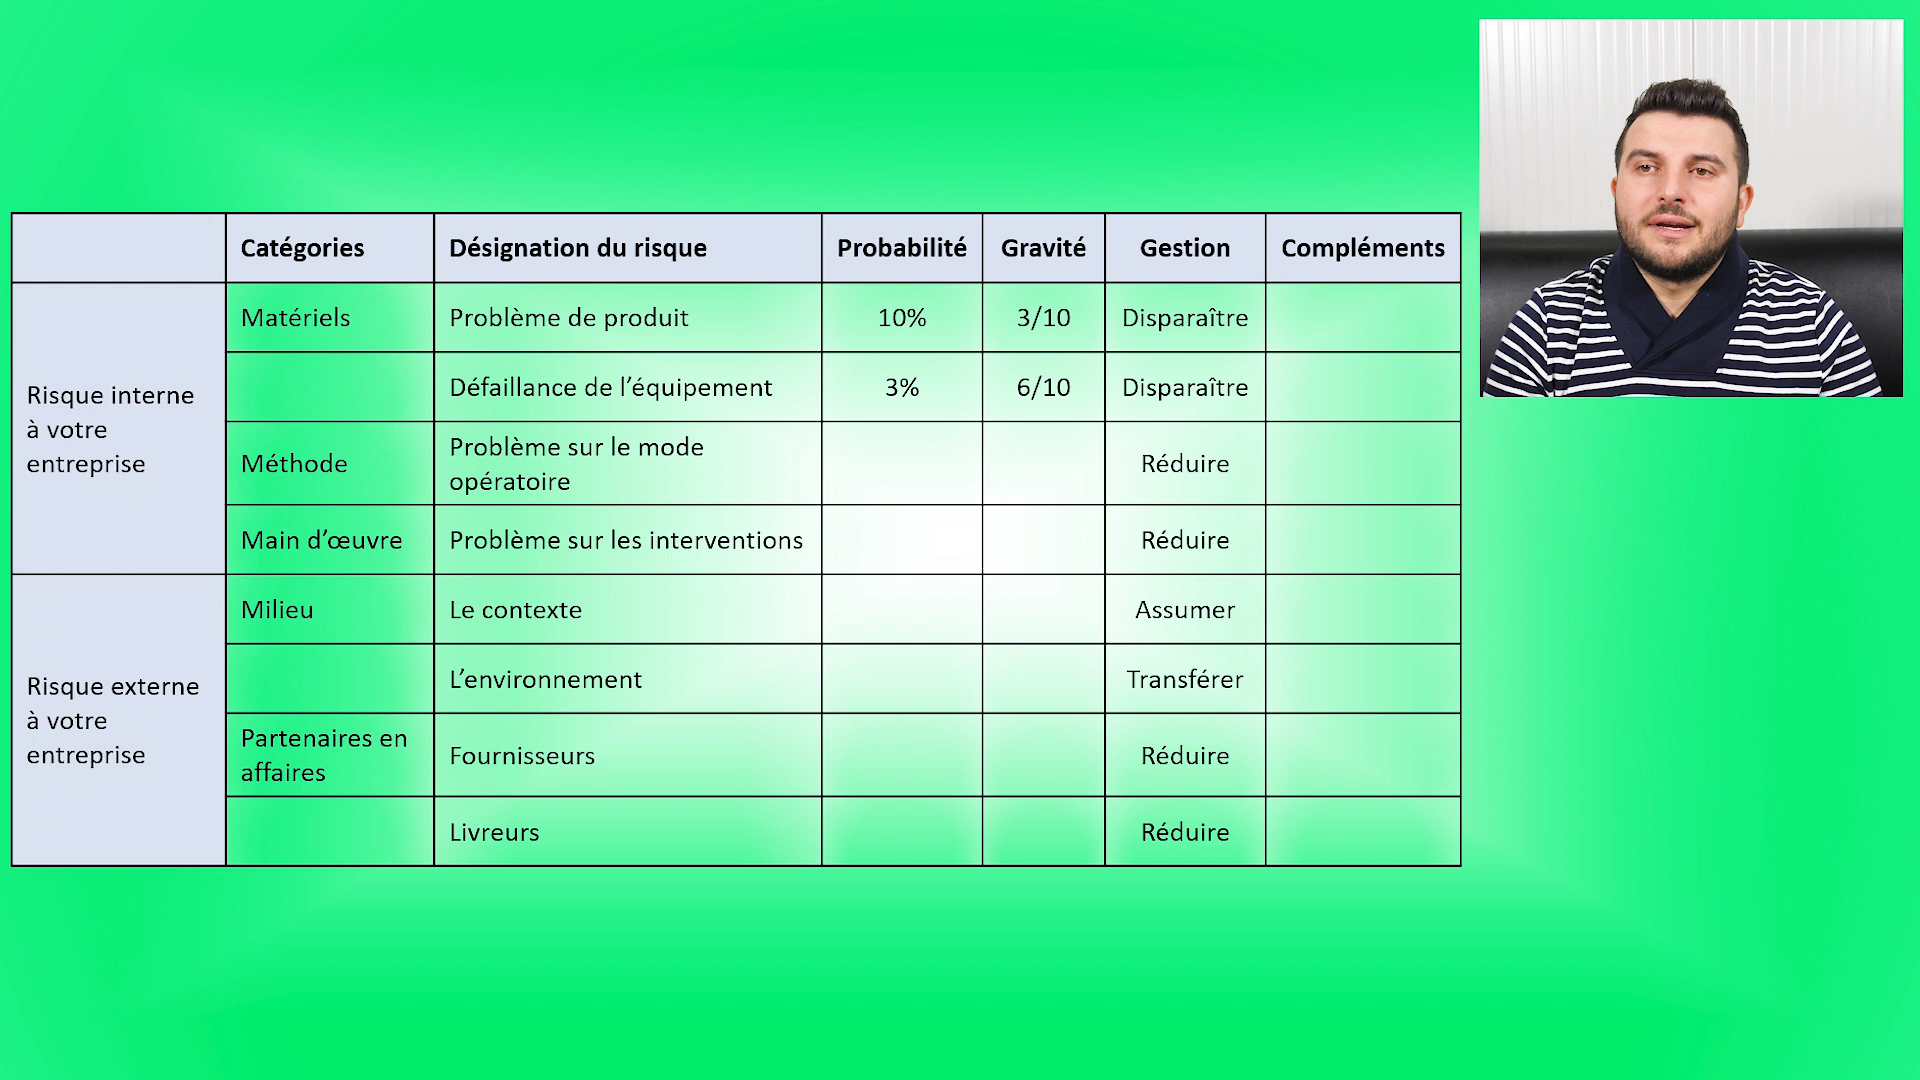 Catégories Désignation du risque Probabilité Gravité Gestion Compléments
Risque interne
à votre
entreprise
Matériels Problème de produit 10% 3/10 Disparaître
Défaillance de l’équipement 3% 6/10 Disparaître
Méthode Problème sur le mode
opératoire Réduire
Main d’œuvre Problème sur les interventions Réduire
Risque externe
à votre
entreprise
Milieu Le contexte Assumer
L’environnement Transférer
Partenaires en
affaires Fournisseurs Réduire
Livreurs Réduire